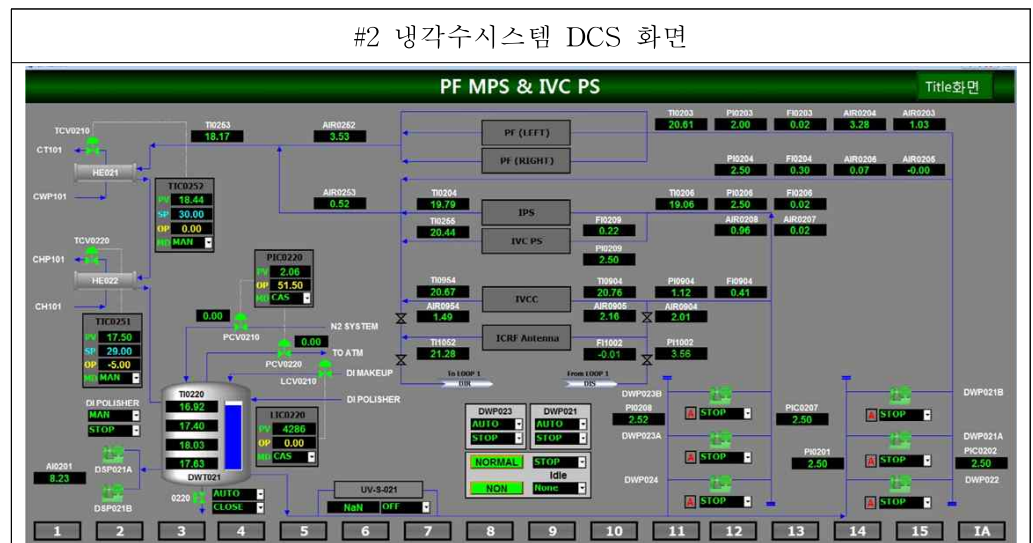 #2 냉각수시스템 DCS 화면
PF MPS & IVC PS
Title화면
TCV0210
CT101
HE021
CWP101
TI0253
18.17
AIR0252
3.53
TIC0252
PV 18.44
SP 30.00
OP 0.00
MD MAN
TCV0220
CHP101
HE022
CH101
TIC0251
PV 17.50
SP 29.00
OP -5.00
MD MAN
AIR0253
0.52
PIC0220
PV 2.06
OP 51.50
MD CAS
0.00
PCV0210
0.00
PCV0220
LCV0210
N2 SYSTEM
TO ATM
DI MAKEUP
DI POLISHER
PF (LEFT)
PF (RIGHT)
IPS
IVC PS
IVCC
ICRF Antenna
TI0203
20.61
PI0203
2.00
FI0203
0.02
AIR0204
3.28
AIR0203
1.03
PI0204
2.50
FI0204
0.30
AIR0206
0.07
AIR0205
-0.00
TI0204
19.79
TI0255
20.44
TI0206
19.06
PI0206
2.50
FI0206
0.02
FI0209
0.22
AIR0208
0.96
AIR0207
0.02
PI0209
2.50
TI0954
20.67
AIR0954
1.49
TI0904
20.76
PI0904
1.12
FI0904
0.41
AIR0905
2.16
AIR0904
2.01
TI1052
21.28
FI1002
-0.01
PI1002
3.56
To LOOP 1
DIR
From LOOP 1
DIS
DI POLISHER
MAN
STOP
TI0220
16.92
17.40
18.03
17.63
DWT021
LIC0220
PV 4286
OP 0.00
MD CAS
AI0201
8.23
DSP021A
DSP021B
0220
AUTO
CLOSE
UV-S-021
NaN OFF
DWP023
AUTO
STOP
DWP021
AUTO
STOP
NORMAL
STOP
Idle
NON
None
DWP023B
A STOP
PI0208
2.52
DWP023A
A STOP
DWP024
A STOP
PIC0207
2.50
PI0201
2.50
DWP021B
A STOP
DWP021A
A STOP
PIC0202
2.50
DWP022
A STOP
1 2 3 4 5 6 7 8 9 10 11 12 13 14 15 IA